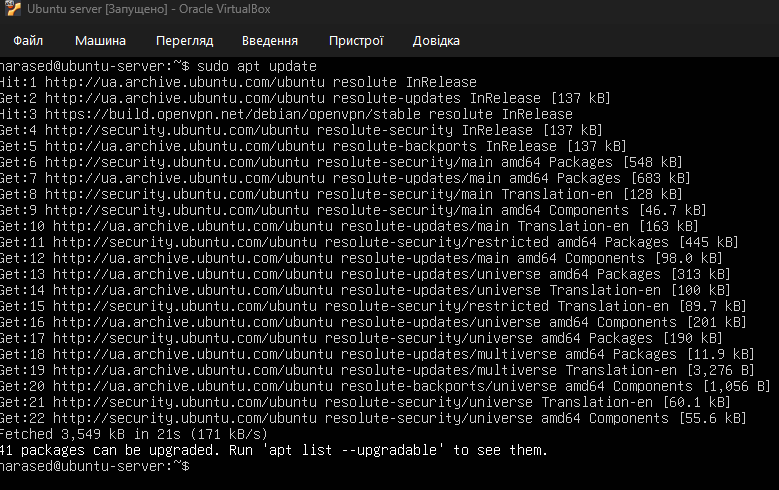 Ubuntu server [Запущено] - Oracle VirtualBox
Файл Машина Перегляд Введення Пристрої Довідка
narased@ubuntu-server:~$ sudo apt update
Hit:1 http://ua.archive.ubuntu.com/ubuntu resolute InRelease
Get:2 http://ua.archive.ubuntu.com/ubuntu resolute-updates InRelease [137 kB]
Hit:3 https://build.openvpn.net/debian/openvpn/stable resolute InRelease
Get:4 http://security.ubuntu.com/ubuntu resolute-security InRelease [137 kB]
Get:5 http://ua.archive.ubuntu.com/ubuntu resolute-backports InRelease [137 kB]
Get:6 http://security.ubuntu.com/ubuntu resolute-security/main amd64 Packages [548 kB]
Get:7 http://ua.archive.ubuntu.com/ubuntu resolute-updates/main amd64 Packages [683 kB]
Get:8 http://security.ubuntu.com/ubuntu resolute-security/main Translation-en [128 kB]
Get:9 http://security.ubuntu.com/ubuntu resolute-security/main amd64 Components [46.7 kB]
Get:10 http://ua.archive.ubuntu.com/ubuntu resolute-updates/main Translation-en [163 kB]
Get:11 http://security.ubuntu.com/ubuntu resolute-security/restricted amd64 Packages [445 kB]
Get:12 http://ua.archive.ubuntu.com/ubuntu resolute-updates/main amd64 Components [98.0 kB]
Get:13 http://ua.archive.ubuntu.com/ubuntu resolute-updates/universe amd64 Packages [313 kB]
Get:14 http://ua.archive.ubuntu.com/ubuntu resolute-updates/universe Translation-en [100 kB]
Get:15 http://security.ubuntu.com/ubuntu resolute-security/restricted Translation-en [89.7 kB]
Get:16 http://ua.archive.ubuntu.com/ubuntu resolute-updates/universe amd64 Components [201 kB]
Get:17 http://security.ubuntu.com/ubuntu resolute-security/universe amd64 Packages [190 kB]
Get:18 http://ua.archive.ubuntu.com/ubuntu resolute-updates/multiverse amd64 Packages [11.9 kB]
Get:19 http://ua.archive.ubuntu.com/ubuntu resolute-updates/multiverse Translation-en [3,276 B]
Get:20 http://ua.archive.ubuntu.com/ubuntu resolute-backports/universe amd64 Components [1,056 B]
Get:21 http://security.ubuntu.com/ubuntu resolute-security/universe Translation-en [60.1 kB]
Get:22 http://security.ubuntu.com/ubuntu resolute-security/universe amd64 Components [55.6 kB]
Fetched 3,549 kB in 21s (171 kB/s)
41 packages can be upgraded. Run 'apt list --upgradable' to see them.
narased@ubuntu-server:~$